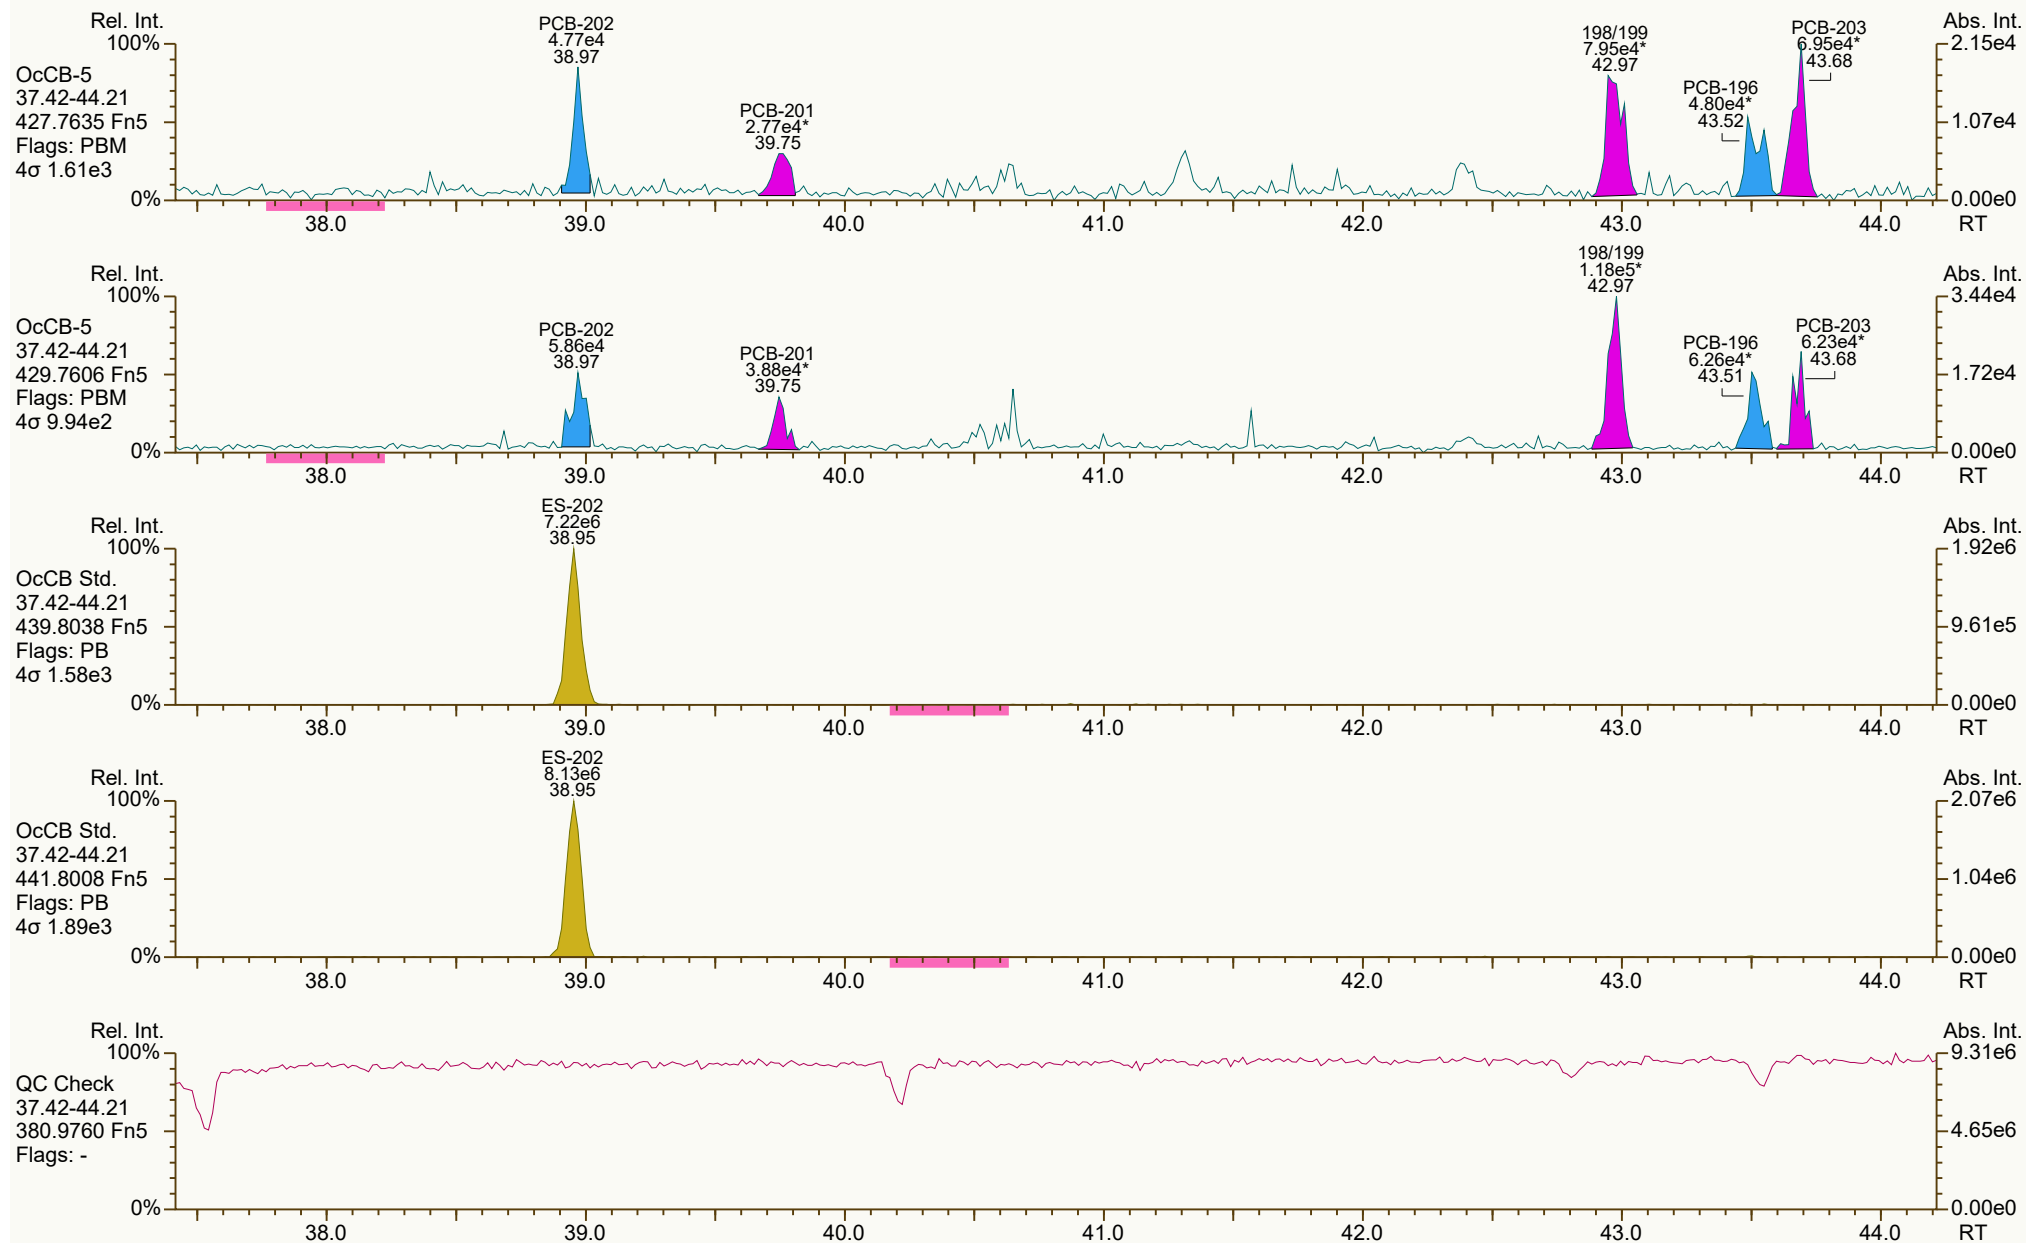 Rel. Int.
100%
5%
0%
OcCB-5
37.42-44.21
427.7635 Fn5
Flags: PBM
4σ 1.61e3
PCB-202
4.77e4
38.97
PCB-201
2.77e4*
39.75
198/199
7.95e4*
42.97
PCB-196
4.80e4*
43.52
PCB-203
6.95e4*
43.68
Abs. Int.
2.15e4
1.07e4
0.00e0
38.0 39.0 40.0 41.0 42.0 43.0 44.0 RT
Rel. Int.
100%
0%
OcCB-5
37.42-44.21
429.7606 Fn5
Flags: PBM
4σ 9.94e2
PCB-202
5.86e4
38.97
PCB-201
3.88e4*
39.75
198/199
1.18e5*
42.97
PCB-196
6.26e4*
43.51
PCB-203
6.23e4*
43.68
Abs. Int.
3.44e4
1.72e4
0.00e0
38.0 39.0 40.0 41.0 42.0 43.0 44.0 RT
Rel. Int.
100%
0%
OcCB Std.
37.42-44.21
439.8038 Fn5
Flags: PB
4σ 1.58e3
ES-202
7.22e6
38.95
Abs. Int.
1.92e6
9.61e5
0.00e0
38.0 39.0 40.0 41.0 42.0 43.0 44.0 RT
Rel. Int.
100%
0%
OcCB Std.
37.42-44.21
441.8008 Fn5
Flags: PB
4σ 1.89e3
ES-202
8.13e6
38.95
Abs. Int.
2.07e6
1.04e6
0.00e0
38.0 39.0 40.0 41.0 42.0 43.0 44.0 RT
Rel. Int.
100%
0%
QC Check
37.42-44.21
380.9760 Fn5
Flags: -
Abs. Int.
9.31e6
4.65e6
0.00e0
38.0 39.0 40.0 41.0 42.0 43.0 44.0 RT